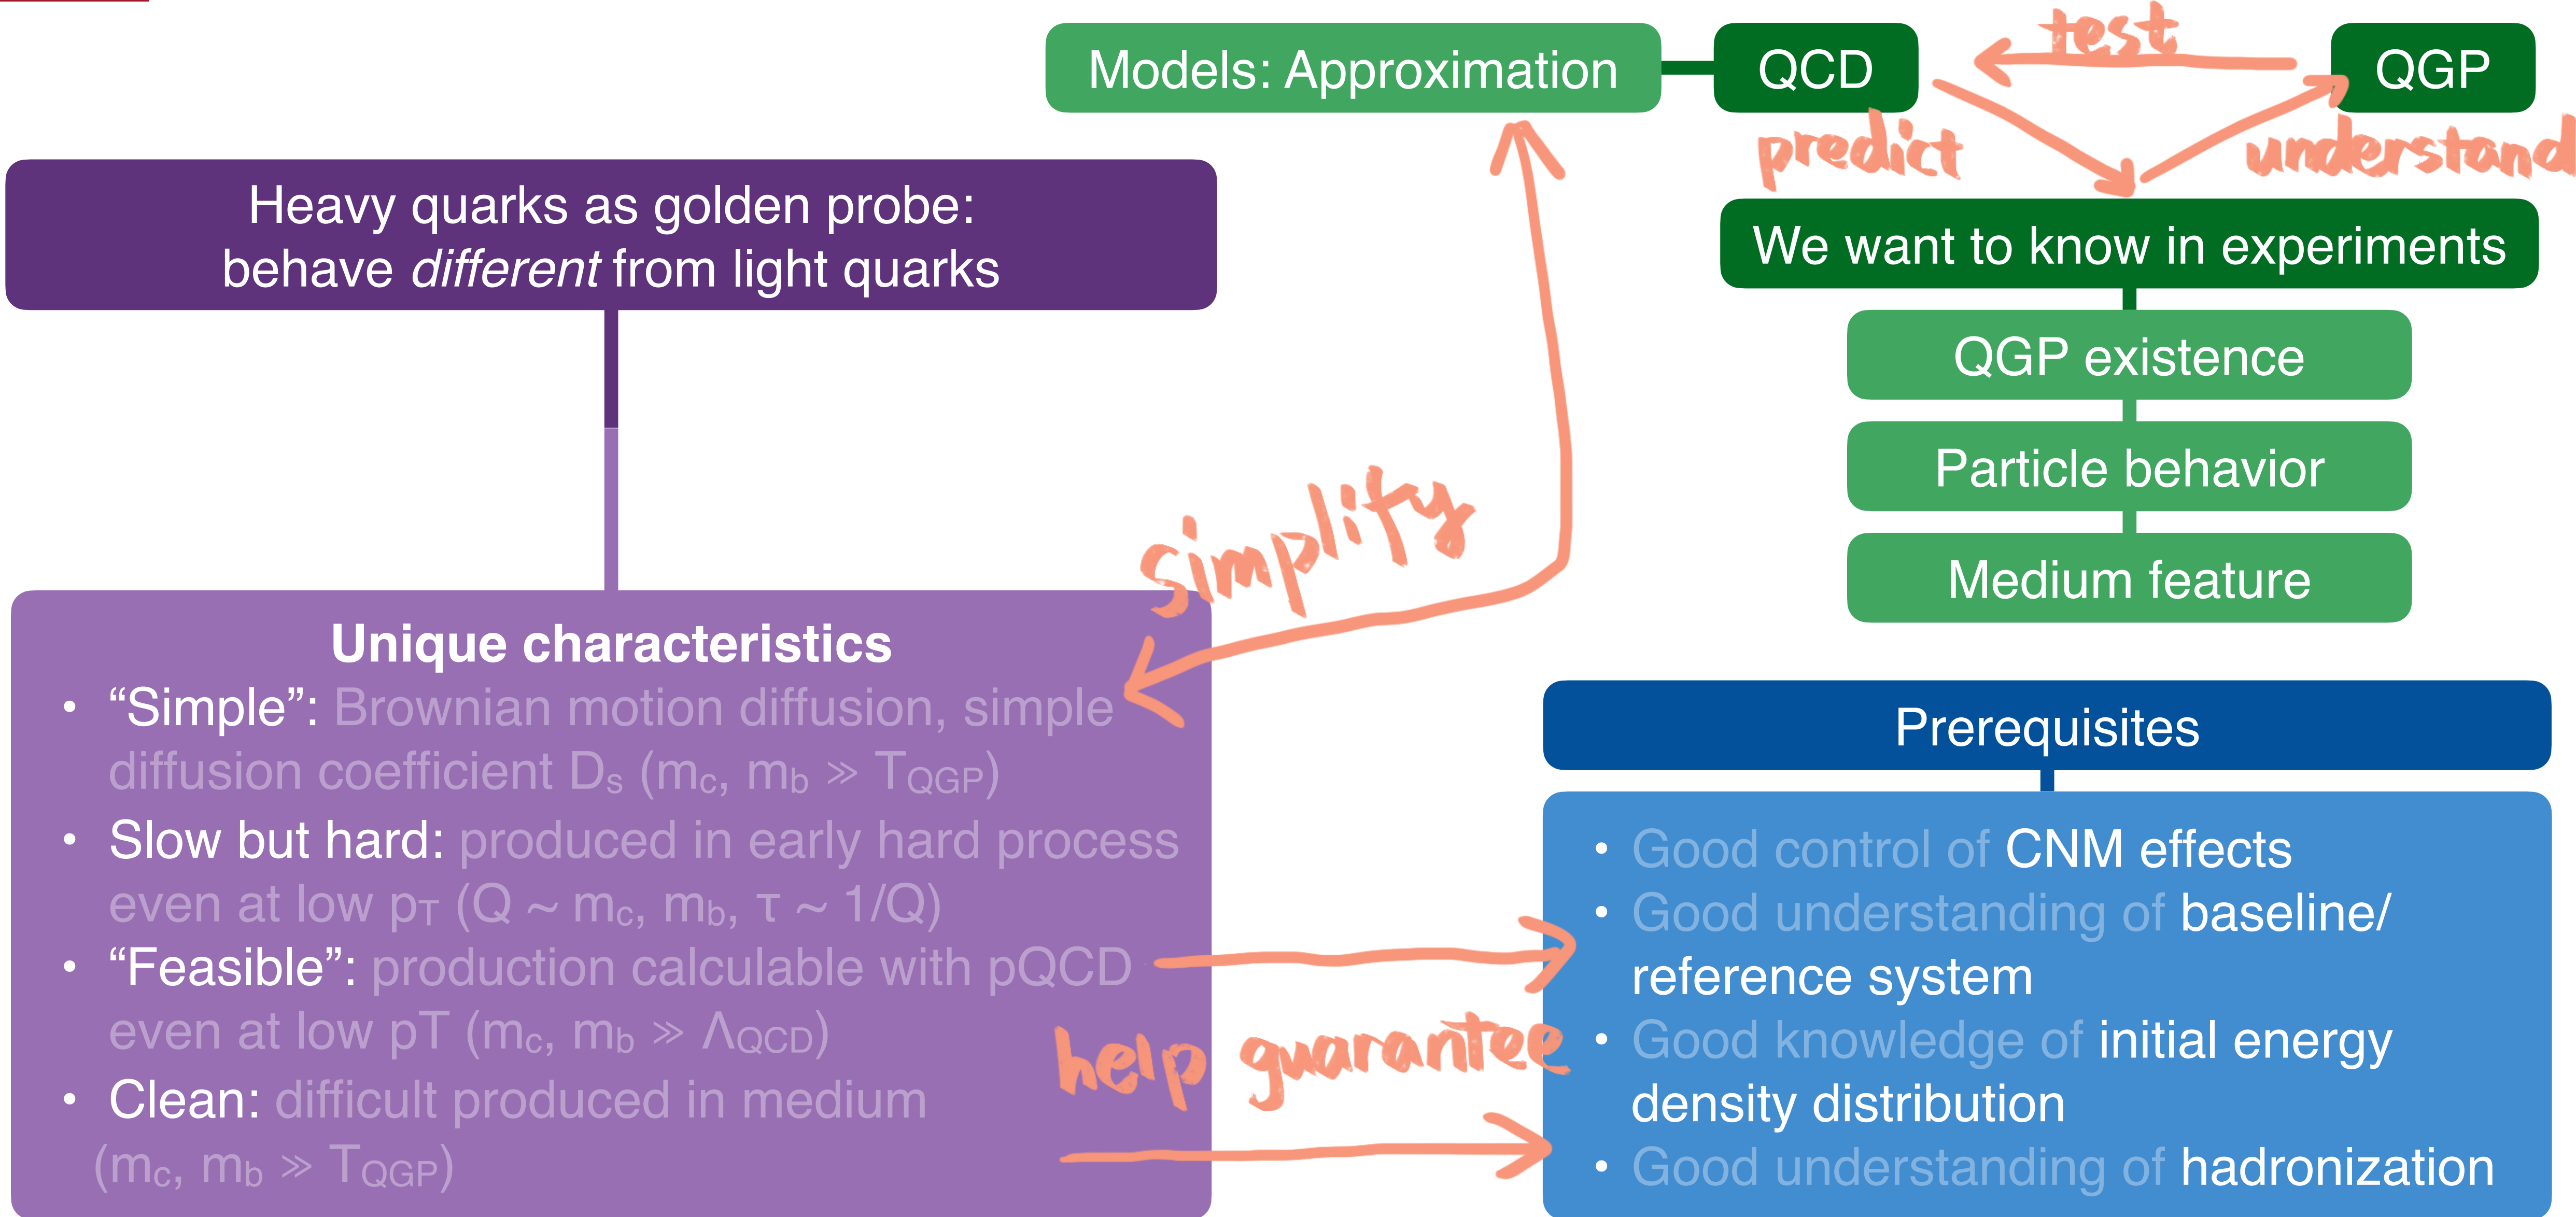 Models: Approximation
QCD
test
QGP
predict
understand
Heavy quarks as golden probe:
behave different from light quarks
We want to know in experiments
QGP existence
Particle behavior
Medium feature
simplify
Unique characteristics
• “Simple”: Brownian motion diffusion, simple
diffusion coefficient Ds (mc, mb ≫ TQGP)
• Slow but hard: produced in early hard process
even at low pT (Q ~ mc, mb, τ ~ 1/Q)
• “Feasible”: production calculable with pQCD
even at low pT (mc, mb ≫ ΛQCD)
• Clean: difficult produced in medium
(mc, mb ≫ TQGP)
help guarantee
Prerequisites
• Good control of CNM effects
• Good understanding of baseline/
reference system
• Good knowledge of initial energy
density distribution
• Good understanding of hadronization